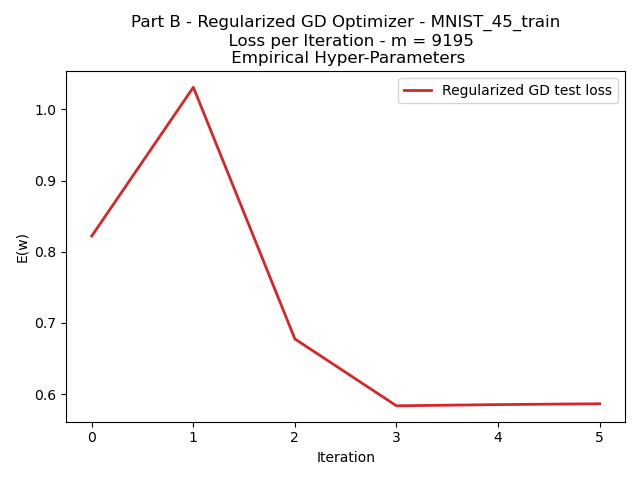 Part B - Regularized GD Optimizer - MNIST_45_train
Loss per Iteration - m = 9195
Empirical Hyper-Parameters
Regularized GD test loss
1.0
0.9
0.8
0.7
0.6
E(w)
0 1 2 3 4 5
Iteration